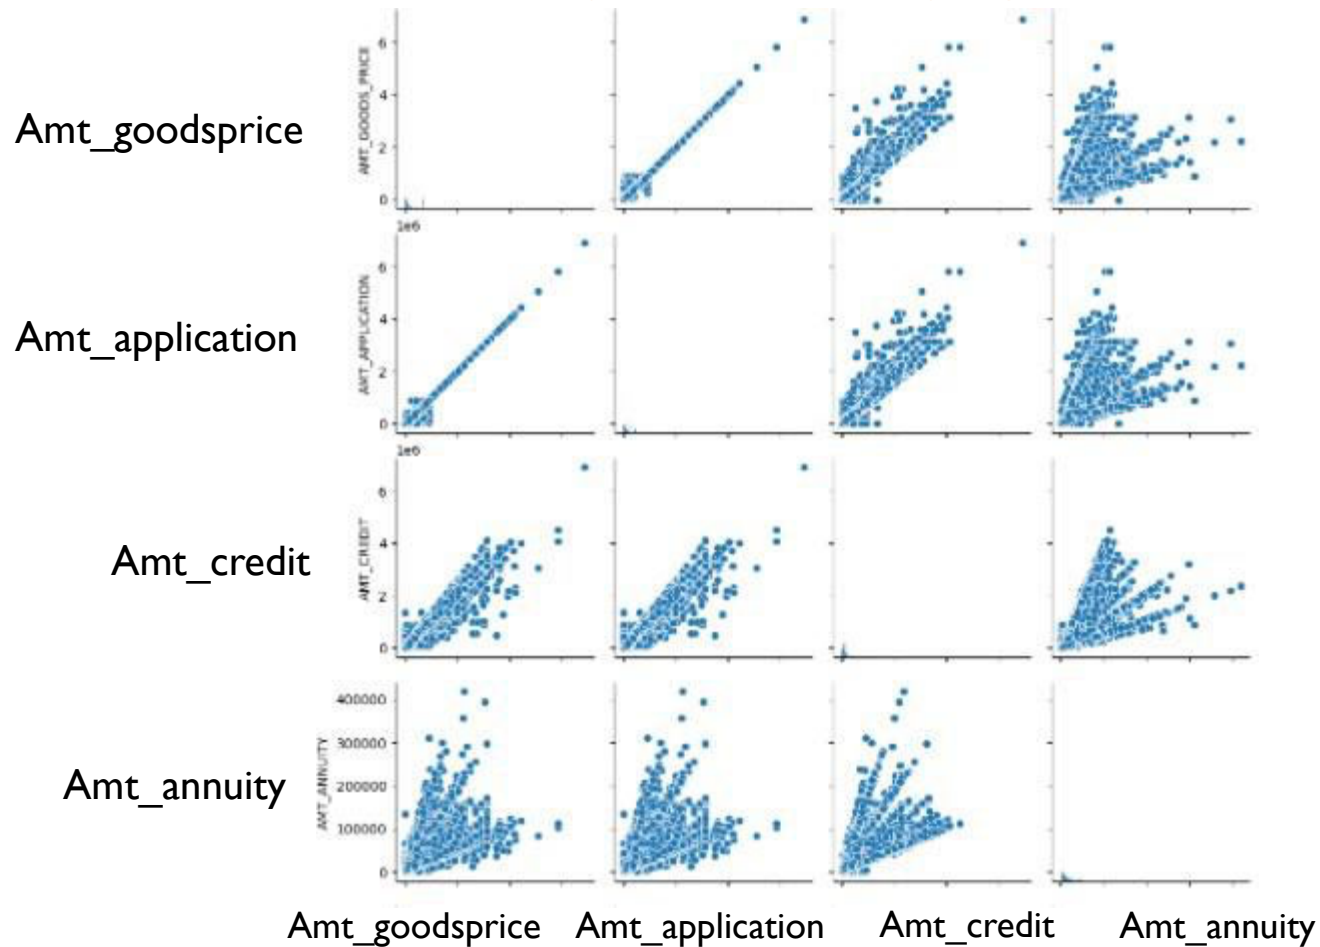 6
4
2
0
AMT_GOODS_PRICE
Amt_goodsprice
1e6
6
4
2
0
AMT_APPLICATION
Amt_application
1e6
6
4
2
0
AMT_CREDIT
Amt_credit
400000
300000
200000
100000
0
AMT_ANNUITY
Amt_annuity
Amt_goodsprice Amt_application Amt_credit Amt_annuity